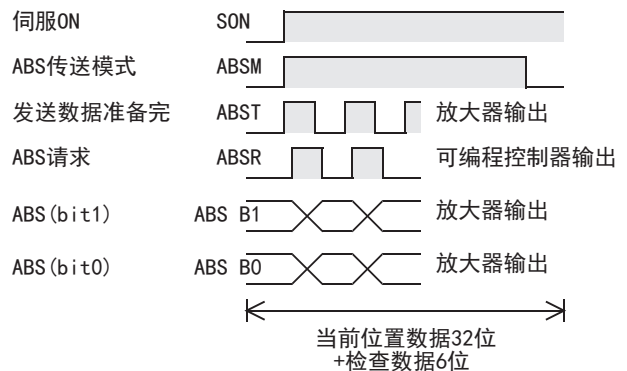 伺服ON SON
ABS传送模式 ABSM
发送数据准备完 ABST 放大器输出
ABS请求 ABSR 可编程控制器输出
ABS(bit1) ABS B1 放大器输出
ABS(bit0) ABS B0 放大器输出
当前位置数据32位
+检查数据6位